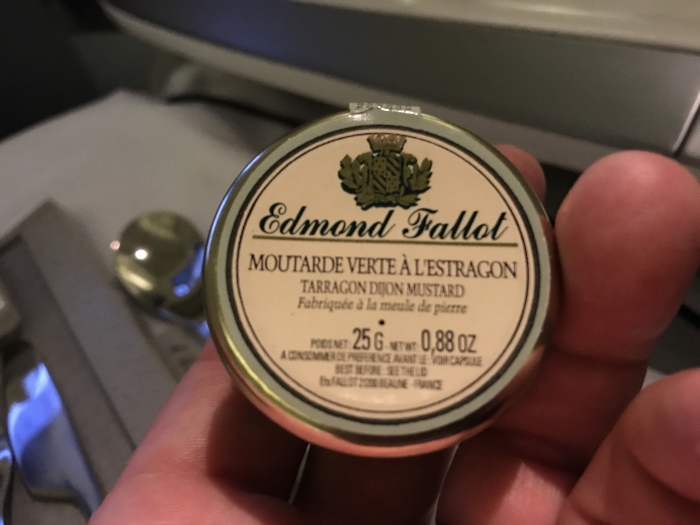 Edmond Fallot
MOUTARDE VERTE À L'ESTRAGON
TARRAGON DIJON MUSTARD
Fabriquée à la meule de pierre
POIDS NET: 25 G - NET WT: 0,88 OZ
A CONSOMMER DE PREFERENCE AVANT LE: VOIR CAPSULE
BEST BEFORE: SEE THE LID
Ets FALLOT 21200 BEAUNE - FRANCE